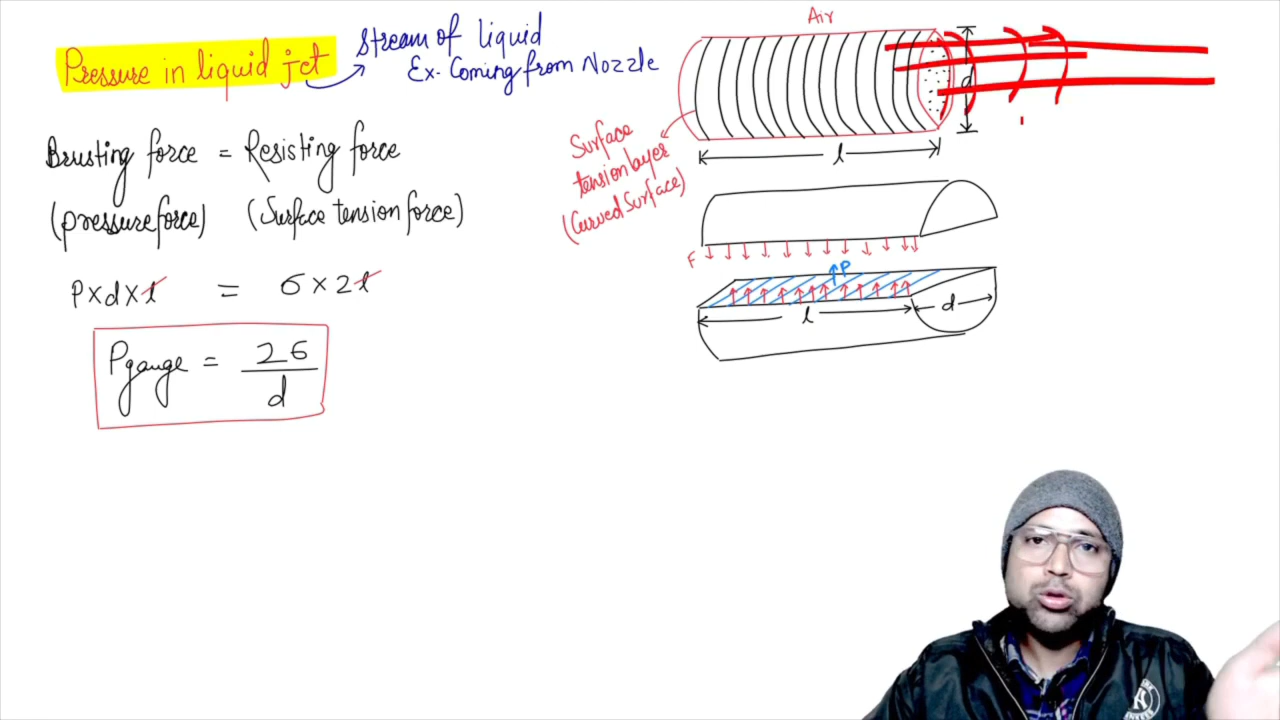 Pressure in liquid jet
Stream of liquid
Ex- Coming from Nozzle
Brusting force = Resisting force
(pressure force) (Surface tension force)
P×d×l = σ×2l
Pgauge = 2σ/d
Air
d
l
Surface
tension layer
(Curved Surface)
F
P
l
d